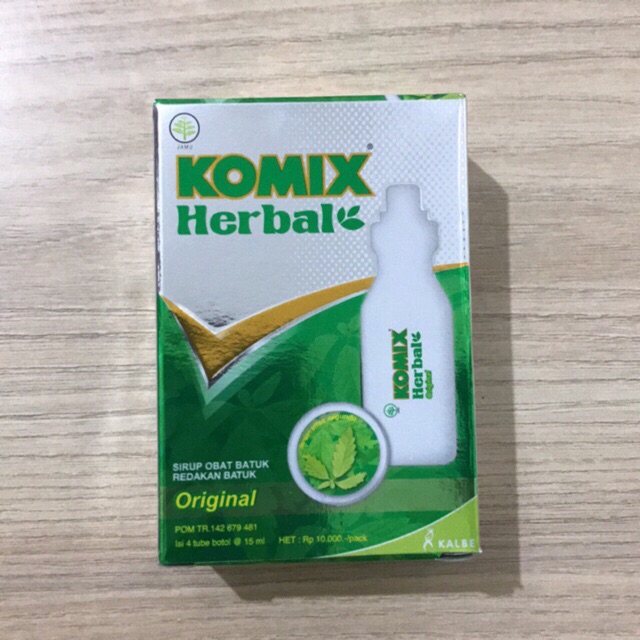 JAMU
KOMIX®
Herbal
KOMIX
Herbal
Original
SIRUP OBAT BATUK
REDAKAN BATUK
Original
POM TR.142 679 481
Isi 4 tube botol @ 15 ml HET : Rp 10.000,-/pack
KALBE